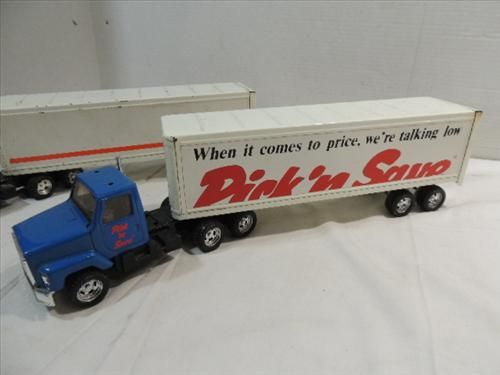 When it comes to price, we're talking low
Pick 'n Save
Pick
'n
Save